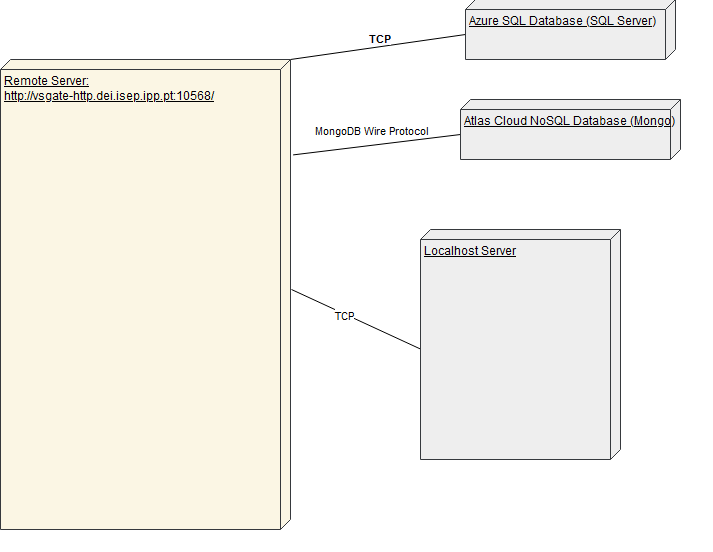 Azure SQL Database (SQL Server)
TCP
Remote Server:
http://vsgate-http.dei.isep.ipp.pt:10568/
MongoDB Wire Protocol
Atlas Cloud NoSQL Database (Mongo)
Localhost Server
TCP